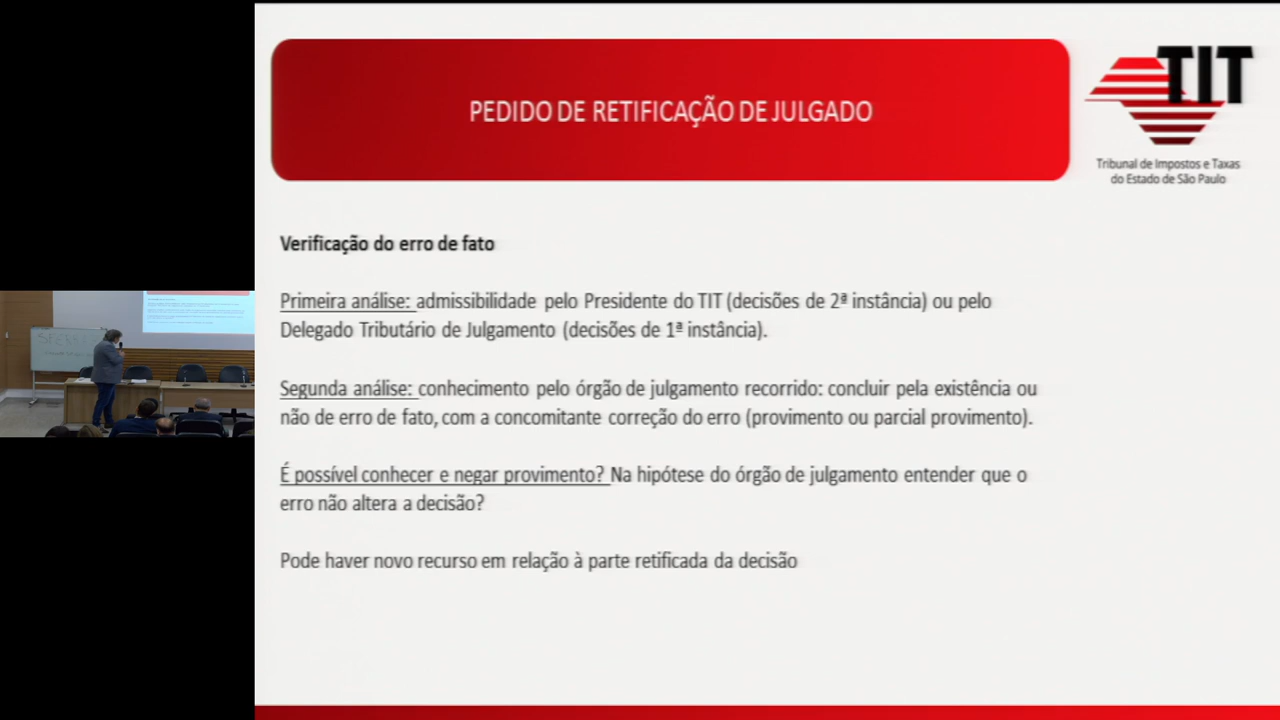 PEDIDO DE RETIFICAÇÃO DE JULGADO
TIT
Tribunal de Impostos e Taxas
do Estado de São Paulo
Verificação do erro de fato
Primeira análise: admissibilidade pelo Presidente do TIT (decisões de 2ª instância) ou pelo
Delegado Tributário de Julgamento (decisões de 1ª instância).
Segunda análise: conhecimento pelo órgão de julgamento recorrido: concluir pela existência ou
não de erro de fato, com a concomitante correção do erro (provimento ou parcial provimento).
É possível conhecer e negar provimento? Na hipótese do órgão de julgamento entender que o
erro não altera a decisão?
Pode haver novo recurso em relação à parte retificada da decisão